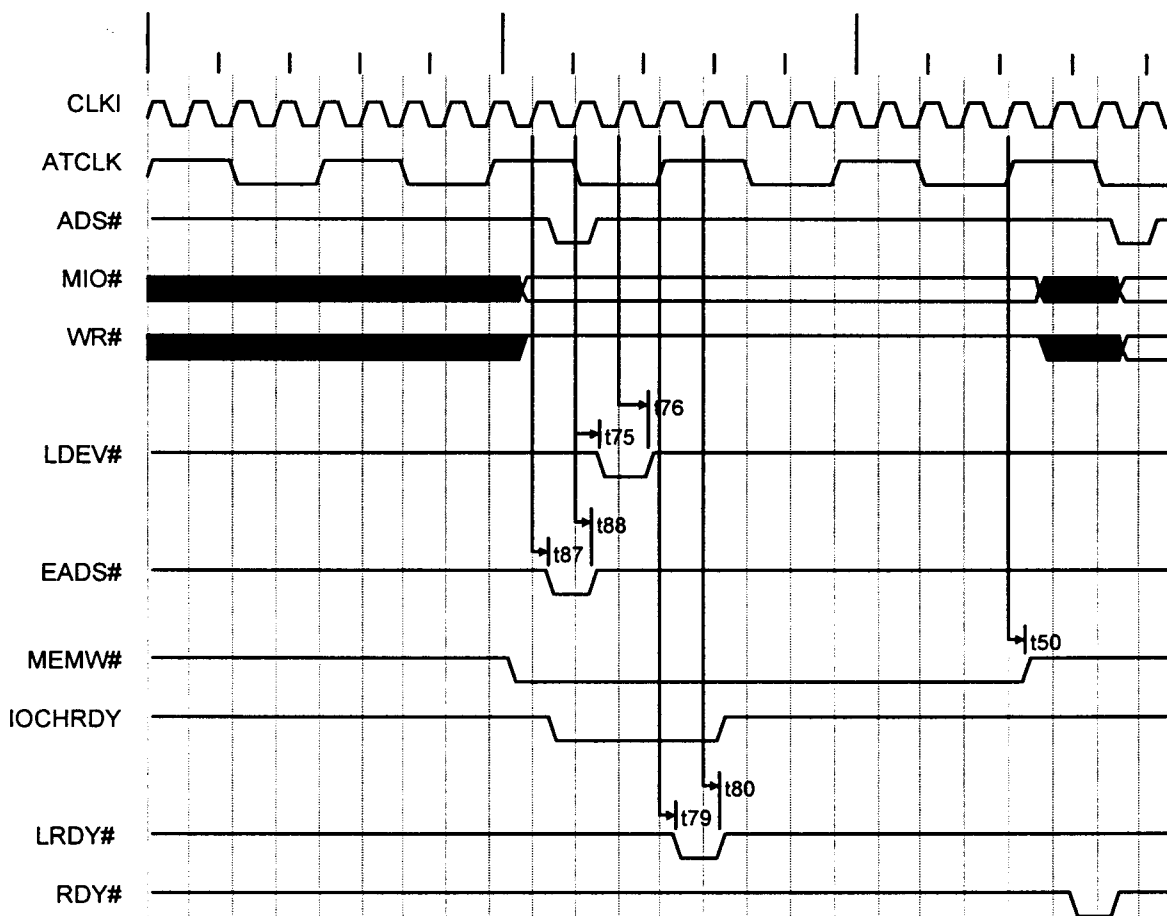 CLKI
ATCLK
ADS#
MIO#
WR#
t76
t75
LDEV#
t88
t87
EADS#
t50
MEMW#
IOCHRDY
t80
t79
LRDY#
RDY#